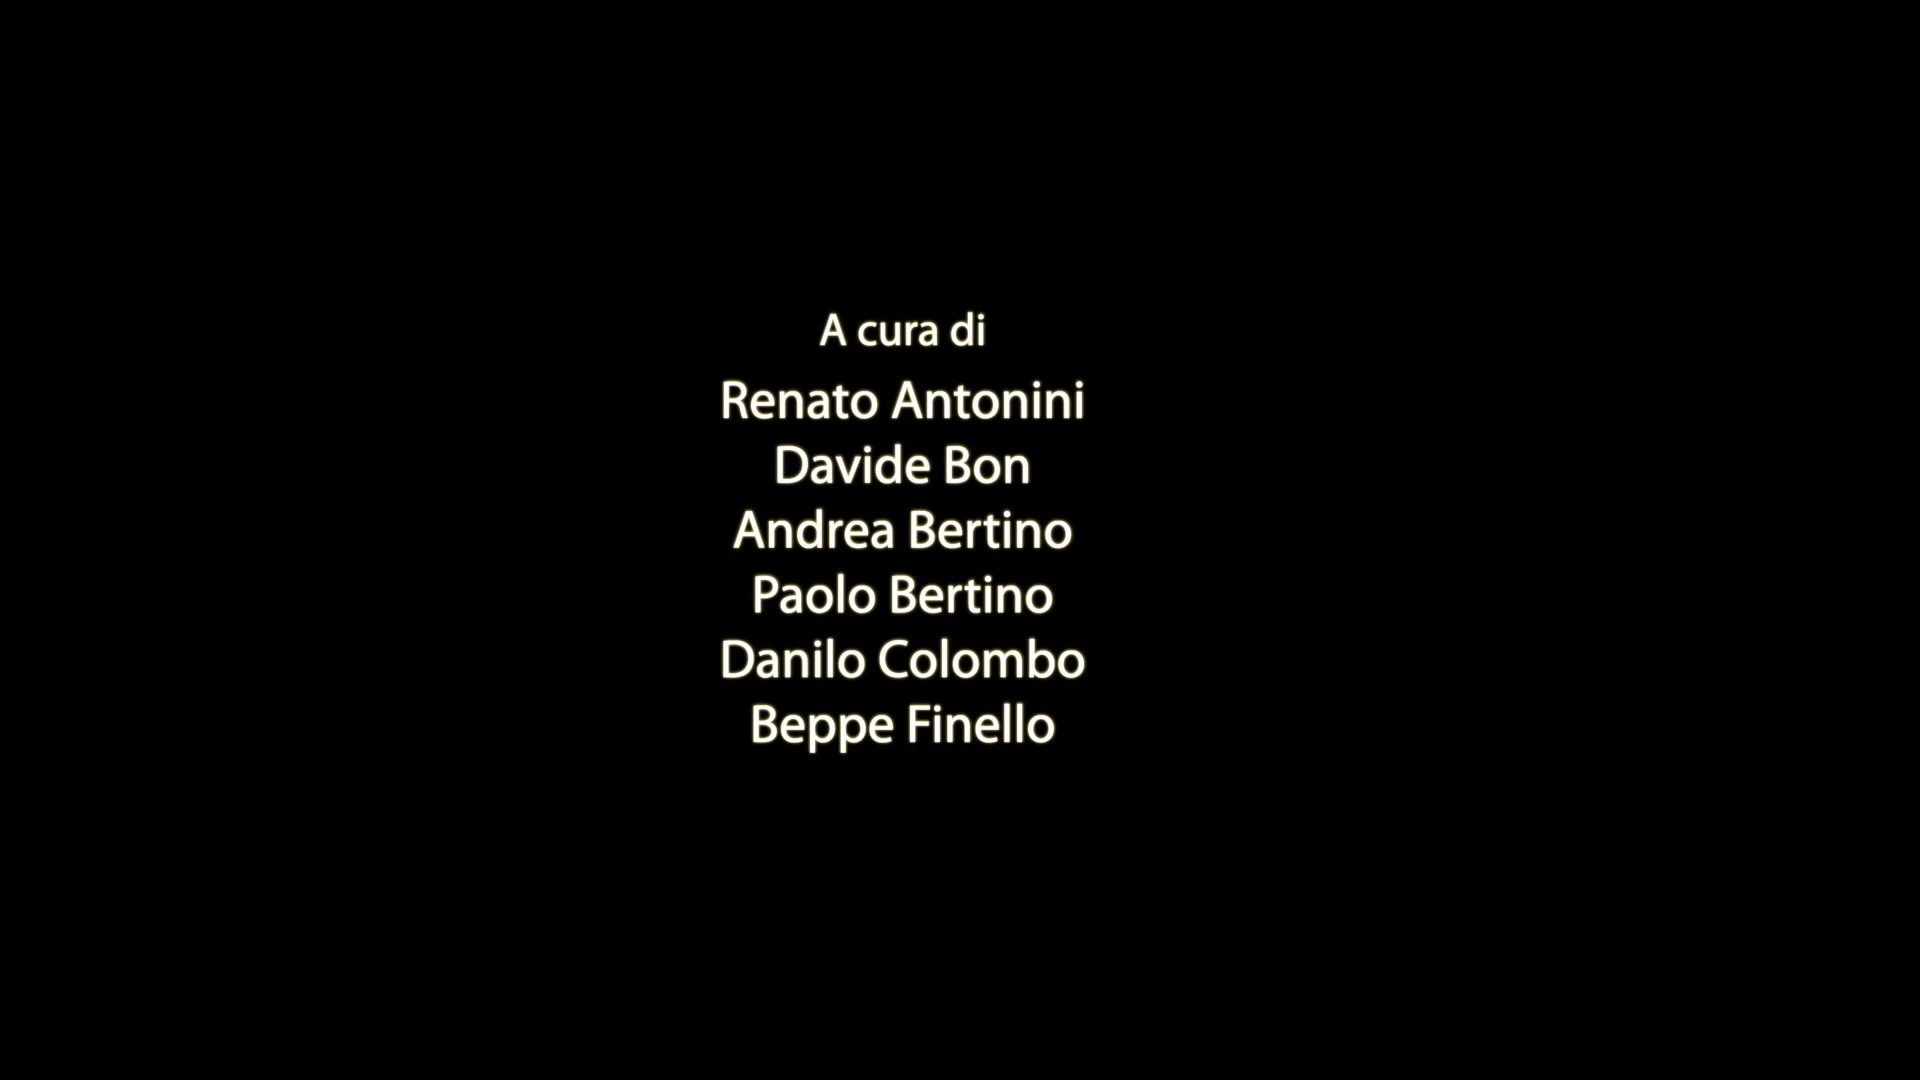 A cura di
Renato Antonini
Davide Bon
Andrea Bertino
Paolo Bertino
Danilo Colombo
Beppe Finello